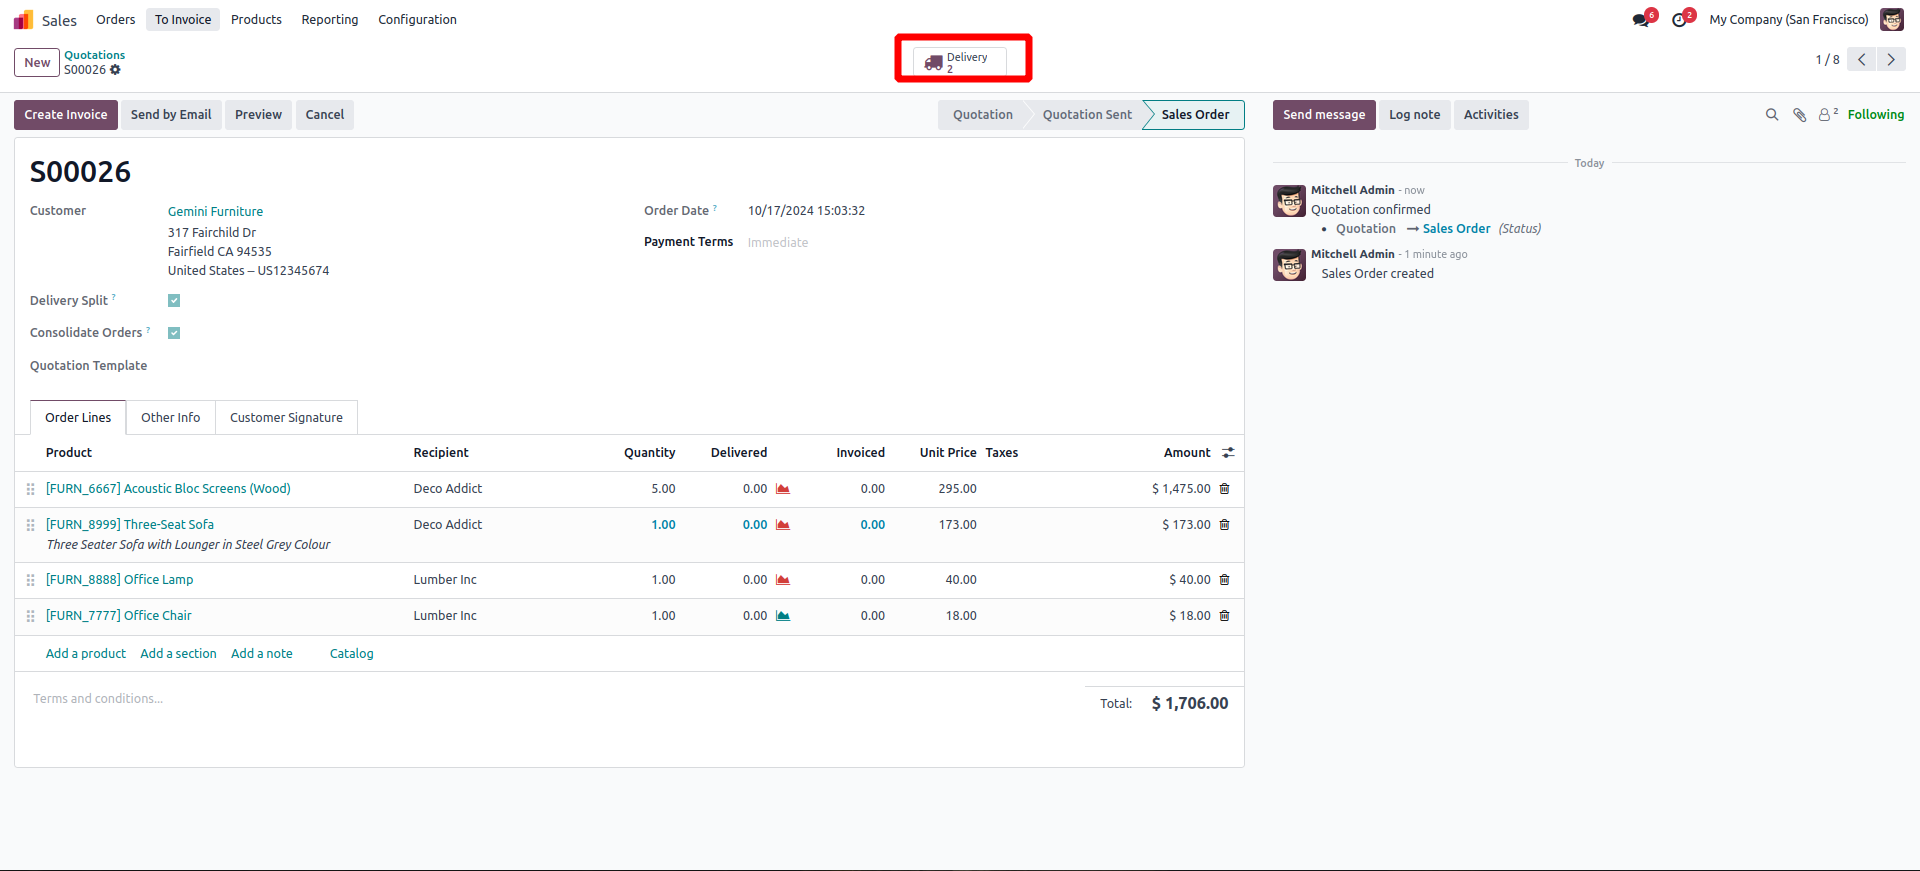 Sales Orders To Invoice Products Reporting Configuration 6 2 My Company (San Francisco)
New Quotations
S00026
Delivery
2
1 / 8
Create Invoice Send by Email Preview Cancel Quotation Quotation Sent Sales Order Send message Log note Activities 2 Following
S00026
Customer Gemini Furniture
317 Fairchild Dr
Fairfield CA 94535
United States – US12345674
Order Date ? 10/17/2024 15:03:32
Payment Terms Immediate
Delivery Split ?
Consolidate Orders ?
Quotation Template
Order Lines Other Info Customer Signature
Product Recipient Quantity Delivered Invoiced Unit Price Taxes Amount
[FURN_6667] Acoustic Bloc Screens (Wood) Deco Addict 5.00 0.00 0.00 295.00 $ 1,475.00
[FURN_8999] Three-Seat Sofa Deco Addict 1.00 0.00 0.00 173.00 $ 173.00
Three Seater Sofa with Lounger in Steel Grey Colour
[FURN_8888] Office Lamp Lumber Inc 1.00 0.00 0.00 40.00 $ 40.00
[FURN_7777] Office Chair Lumber Inc 1.00 0.00 0.00 18.00 $ 18.00
Add a product Add a section Add a note Catalog
Terms and conditions...
Total: $ 1,706.00
Today
Mitchell Admin - now
Quotation confirmed
• Quotation → Sales Order (Status)
Mitchell Admin - 1 minute ago
Sales Order created